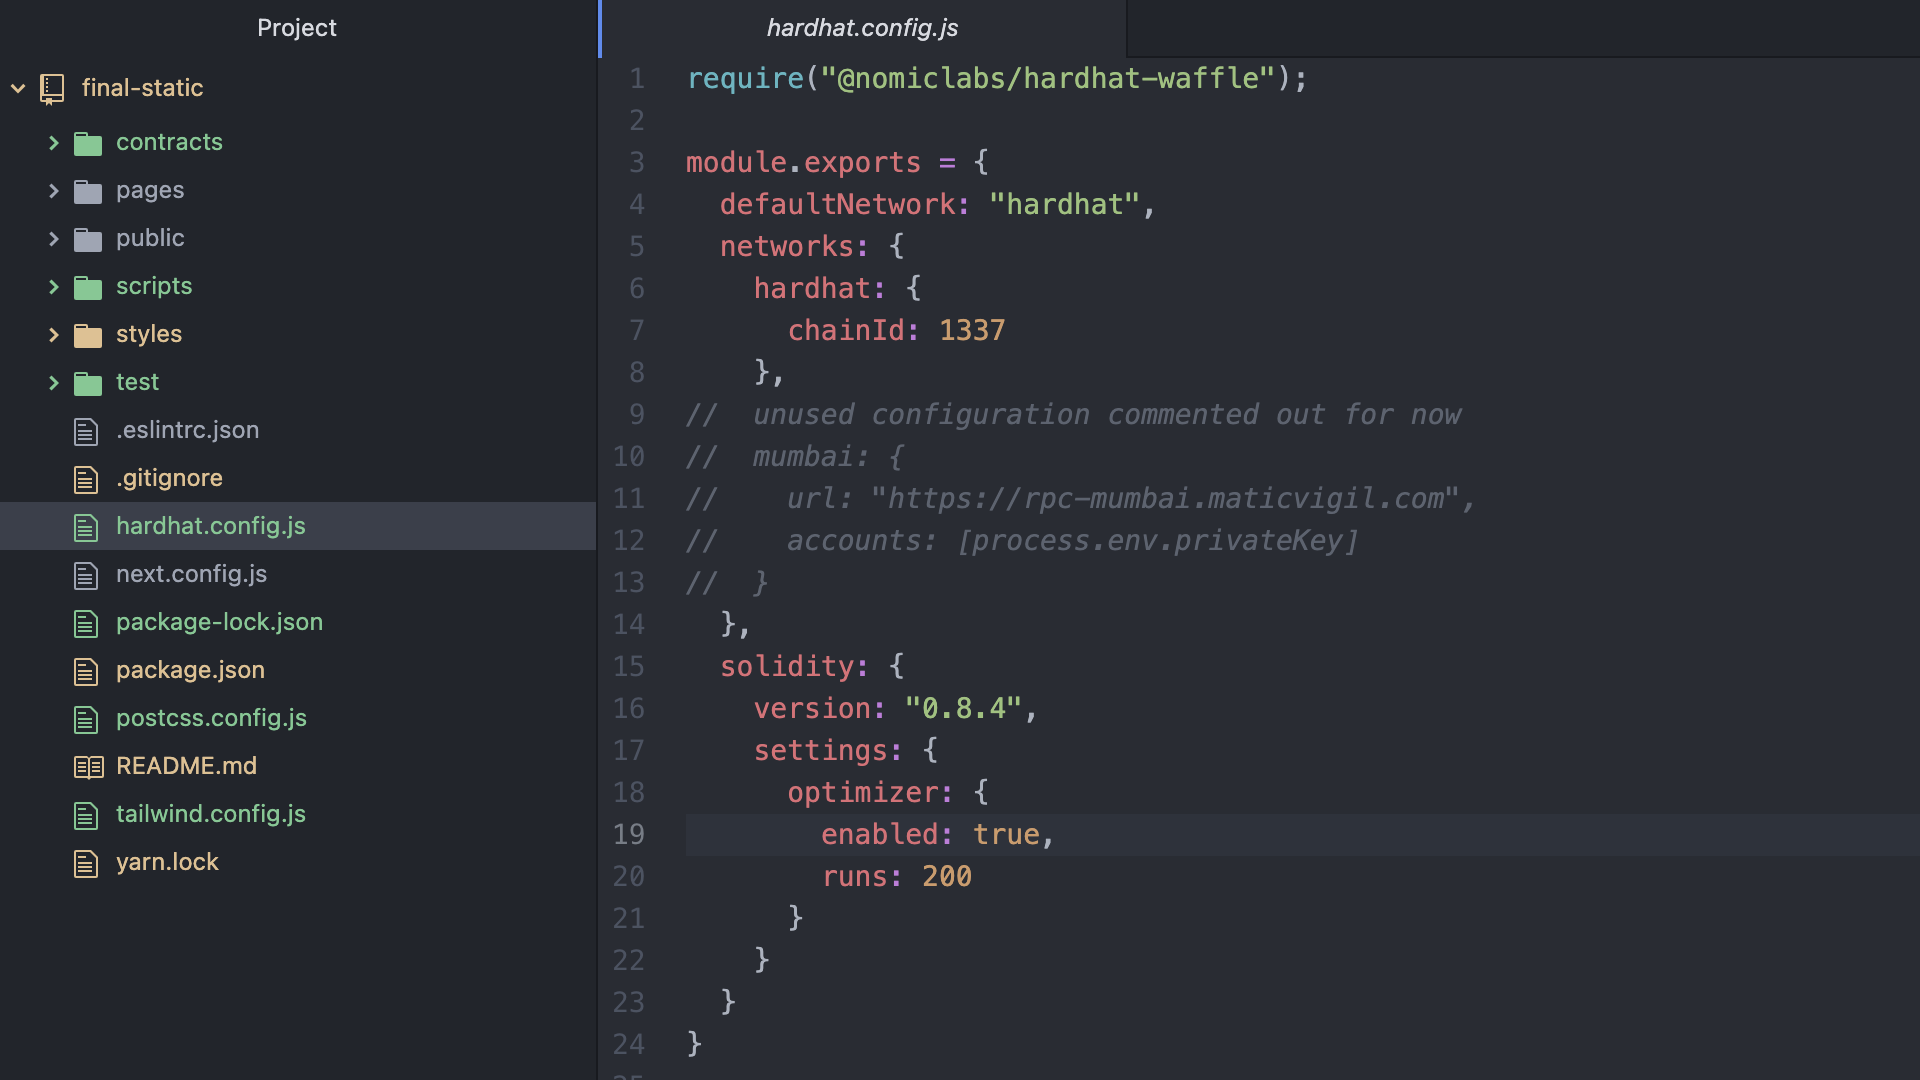 Project
final-static
contracts
pages
public
scripts
styles
test
.eslintrc.json
.gitignore
hardhat.config.js
next.config.js
package-lock.json
package.json
postcss.config.js
README.md
tailwind.config.js
yarn.lock
hardhat.config.js
1 require("@nomiclabs/hardhat-waffle");
2
3 module.exports = {
4   defaultNetwork: "hardhat",
5   networks: {
6     hardhat: {
7       chainId: 1337
8     },
9 //  unused configuration commented out for now
10 //  mumbai: {
11 //    url: "https://rpc-mumbai.maticvigil.com",
12 //    accounts: [process.env.privateKey]
13 //  }
14   },
15   solidity: {
16     version: "0.8.4",
17     settings: {
18       optimizer: {
19         enabled: true,
20         runs: 200
21       }
22     }
23   }
24 }